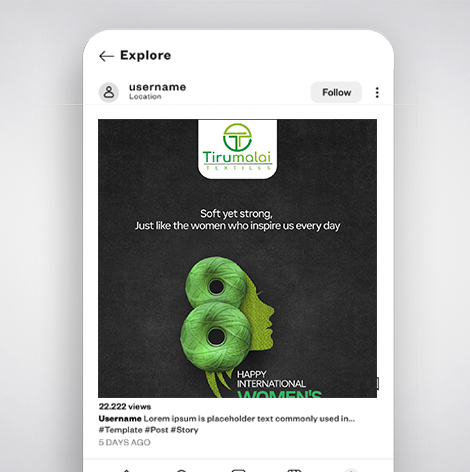 Explore
username
Location
Follow
Tirumalai
TEXTILES
Soft yet strong,
Just like the women who inspire us every day
HAPPY
INTERNATIONAL
WOMEN'S
22.222 views
Username Lorem ipsum is placeholder text commonly used in...
#Template #Post #Story
5 DAYS AGO